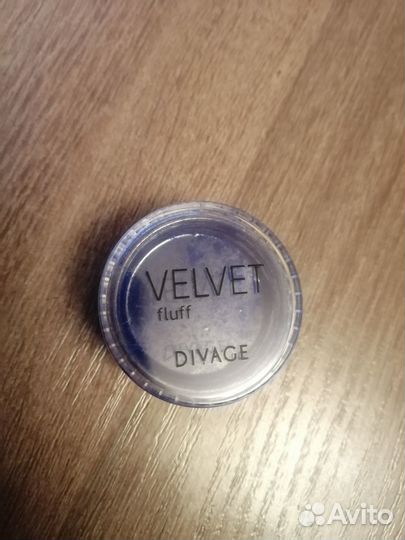 VELVET
fluff
DIVAGE
Avito